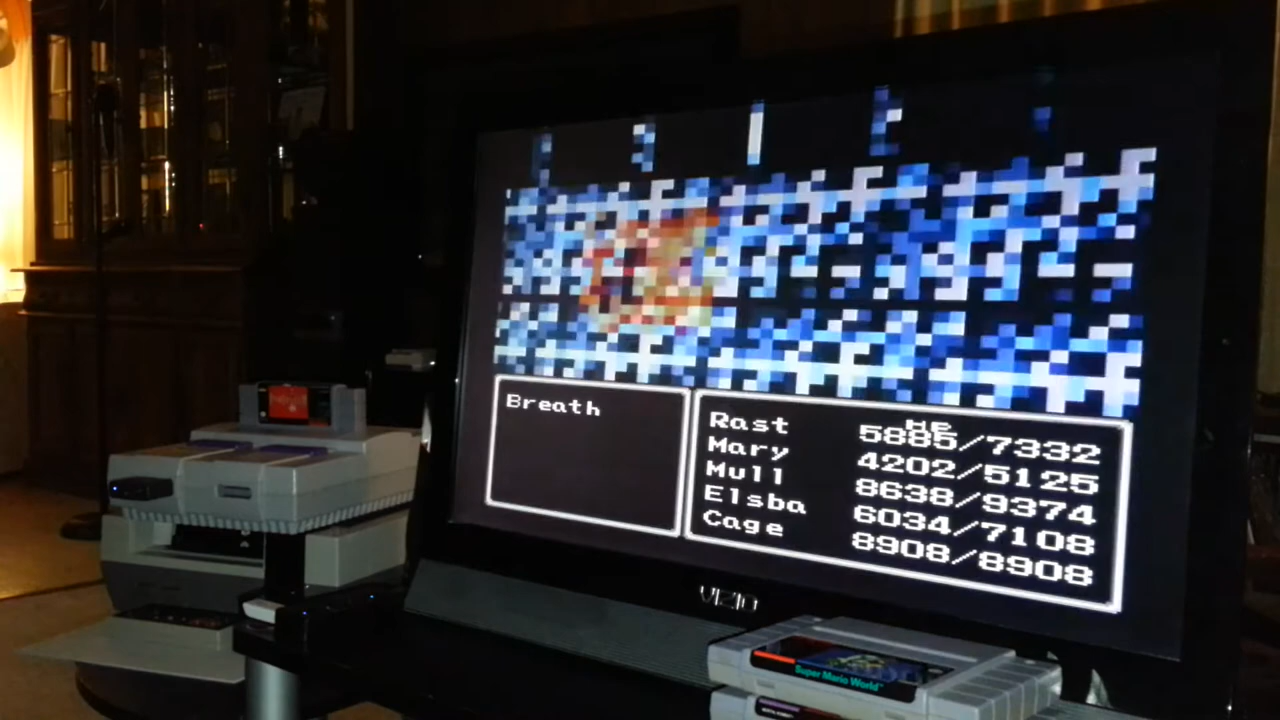 Breath
HP
Rast 5885/7332
Mary 4202/5125
Mull 8638/9374
Elsba 6034/7108
Cage 8908/8908
VIZIO
Super Mario World